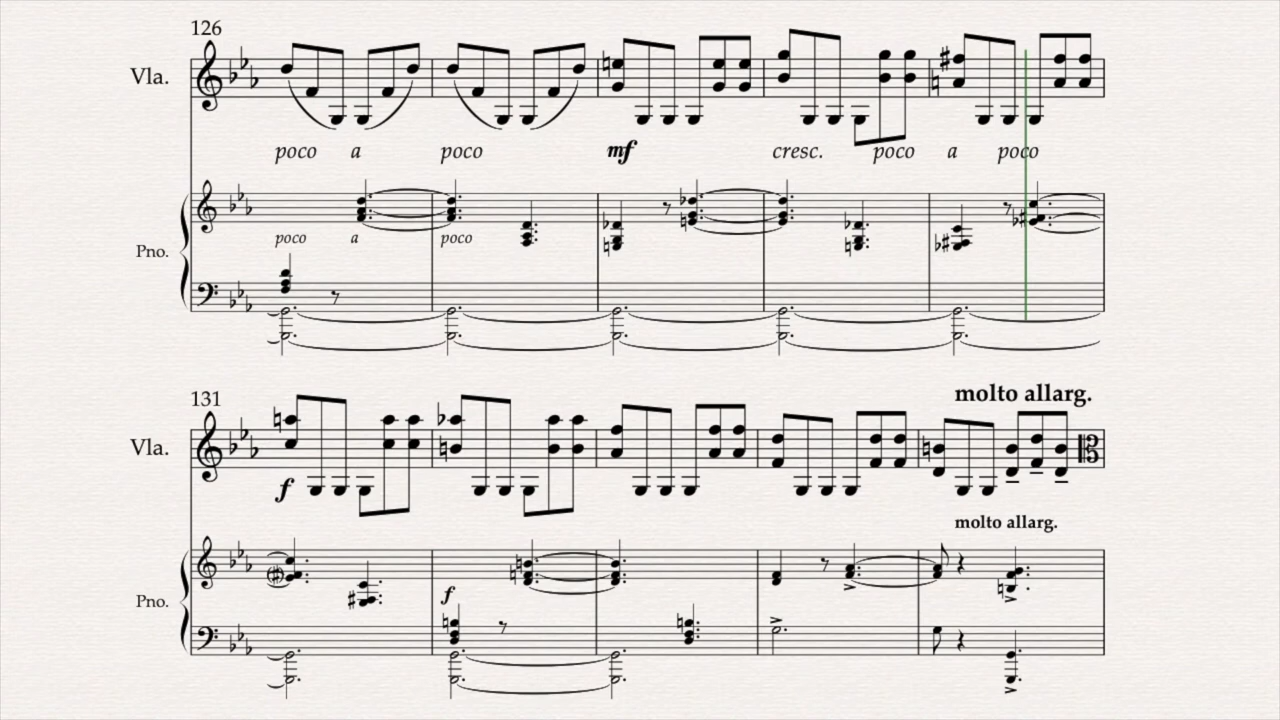 126
Vla.
poco a poco mf cresc. poco a poco
Pno.
poco a poco
131
molto allarg.
Vla.
f
molto allarg.
Pno.
f